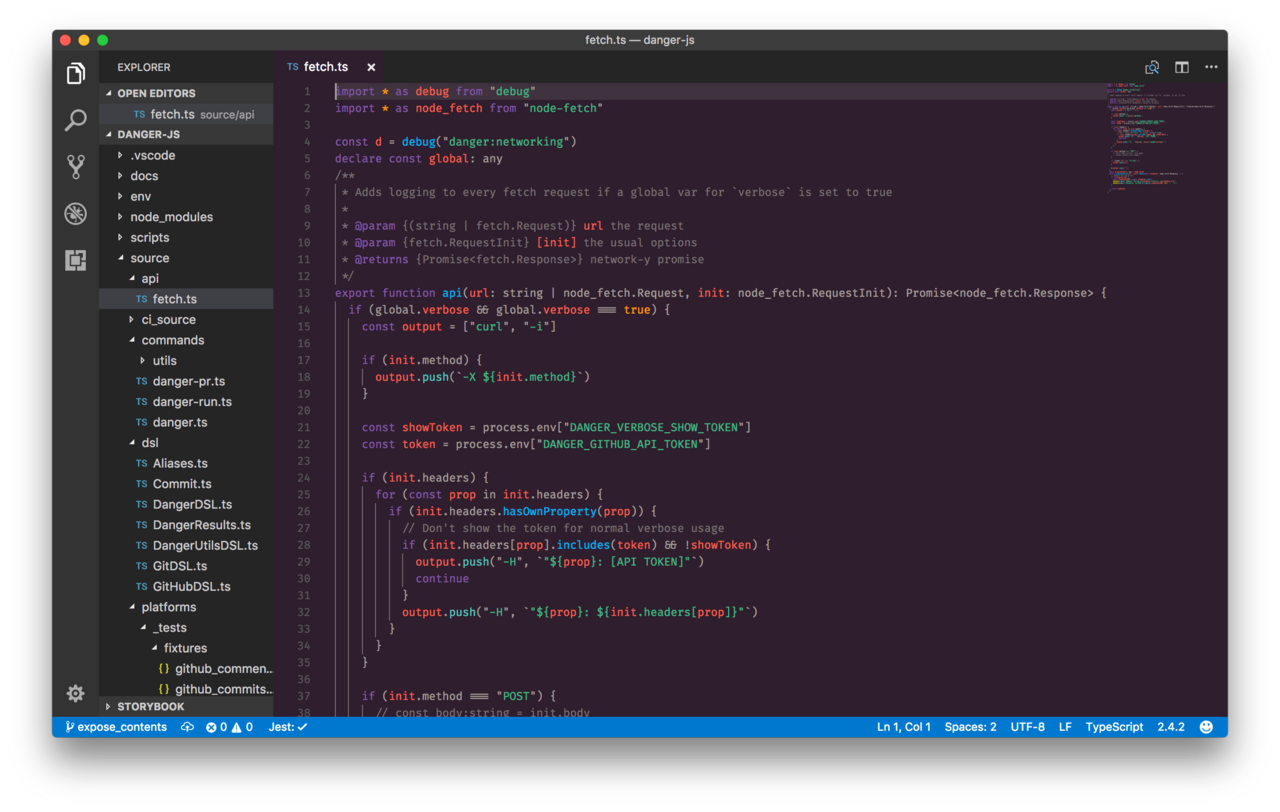 fetch.ts — danger-js
EXPLORER
OPEN EDITORS
TS fetch.ts source/api
DANGER-JS
.vscode
docs
env
node_modules
scripts
source
api
TS fetch.ts
ci_source
commands
utils
TS danger-pr.ts
TS danger-run.ts
TS danger.ts
dsl
TS Aliases.ts
TS Commit.ts
TS DangerDSL.ts
TS DangerResults.ts
TS DangerUtilsDSL.ts
TS GitDSL.ts
TS GitHubDSL.ts
platforms
_tests
fixtures
{} github_commen...
{} github_commits...
STORYBOOK
TS fetch.ts ×
1 import * as debug from "debug"
2 import * as node_fetch from "node-fetch"
3
4 const d = debug("danger:networking")
5 declare const global: any
6 /**
7 * Adds logging to every fetch request if a global var for `verbose` is set to true
8 *
9 * @param {(string | fetch.Request)} url the request
10 * @param {fetch.RequestInit} [init] the usual options
11 * @returns {Promise<fetch.Response>} network-y promise
12 */
13 export function api(url: string | node_fetch.Request, init: node_fetch.RequestInit): Promise<node_fetch.Response> {
14 if (global.verbose && global.verbose === true) {
15 const output = ["curl", "-i"]
16
17 if (init.method) {
18 output.push(`-X ${init.method}`)
19 }
20
21 const showToken = process.env["DANGER_VERBOSE_SHOW_TOKEN"]
22 const token = process.env["DANGER_GITHUB_API_TOKEN"]
23
24 if (init.headers) {
25 for (const prop in init.headers) {
26 if (init.headers.hasOwnProperty(prop)) {
27 // Don't show the token for normal verbose usage
28 if (init.headers[prop].includes(token) && !showToken) {
29 output.push("-H", `"${prop}: [API TOKEN]"`)
30 continue
31 }
32 output.push("-H", `"${prop}: ${init.headers[prop]}"`)
33 }
34 }
35 }
36
37 if (init.method === "POST") {
38 // const body:string = init.body
expose_contents 0 0 Jest: ✓
Ln 1, Col 1 Spaces: 2 UTF-8 LF TypeScript 2.4.2